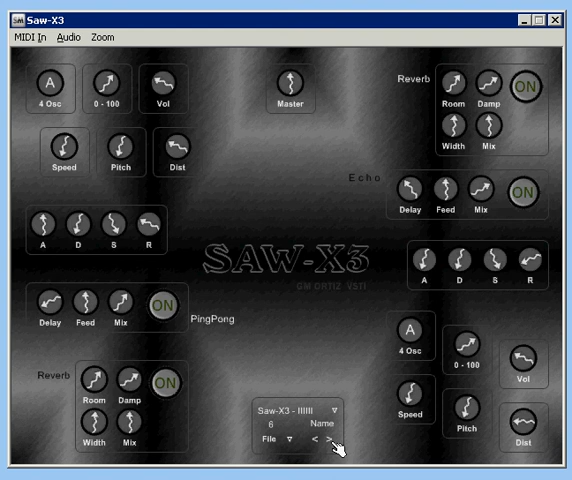 SM Saw-X3
MIDI In Audio Zoom
A
4 Osc 0 - 100 Vol
Master
Reverb
ON
Room Damp
Width Mix
Speed Pitch Dist
Echo
ON
Delay Feed Mix
A D S R
SAW-X3
GM ORTIZ VSTI
A D S R
ON
Delay Feed Mix
PingPong
A
4 Osc 0 - 100 Vol
Reverb
ON
Room Damp
Width Mix
Speed Pitch Dist
Saw-X3 - IIIIII
6 Name
File < >